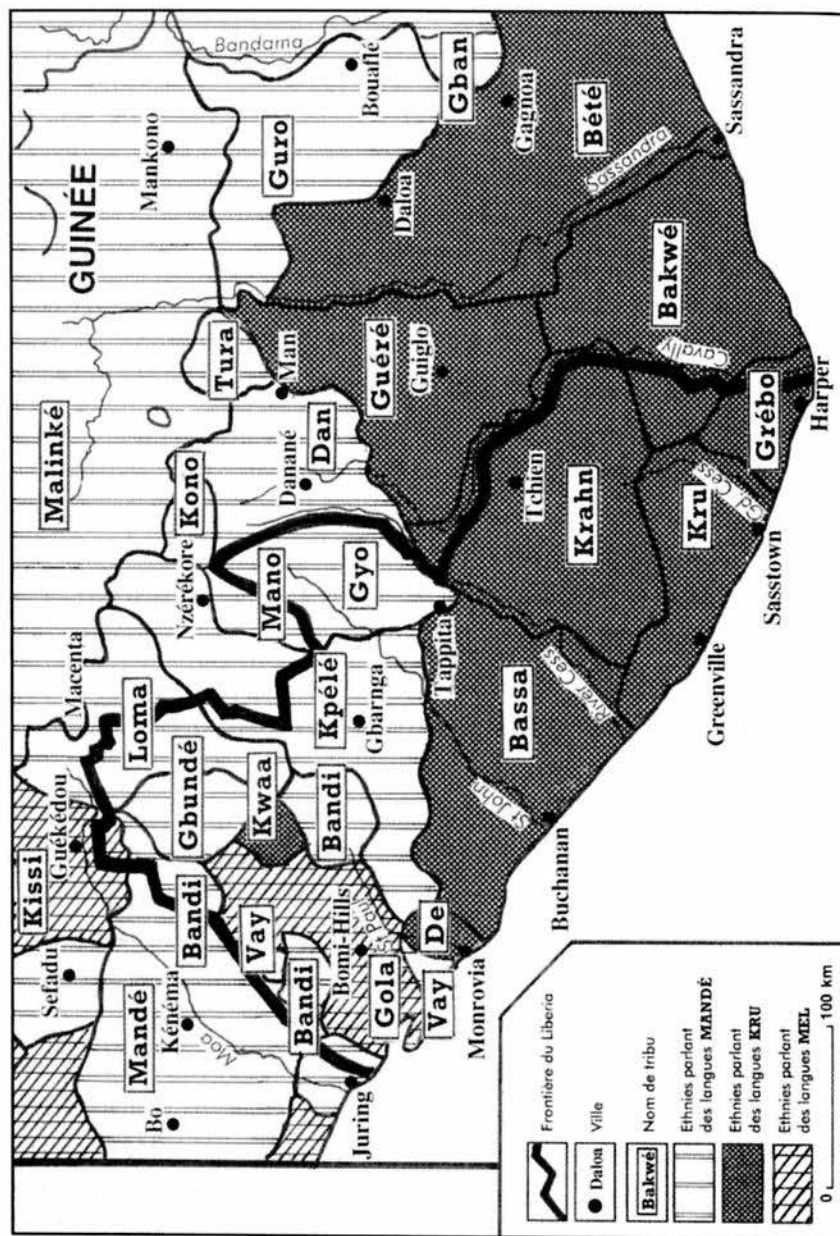 GUINÉE
Malinké
Mankono
Bandama
Bouaflé
Guro
Gban
Gagnoa
Daloa
Bété
Sassandra
Sassandra
Tura
Man
Guéré
Guiglo
Bakwé
Cavally
Kono
Danané
Dan
Nzérékore
Mano
Gyo
Tappita
Tchien
Krahn
Kru
Grébo
Harper
Sasstown
Greenville
River Cess
Macenta
Loma
Kpélé
Gbarnga
Bassa
St John
Buchanan
Kissi
Guékédou
Gbundé
Kwaa
Bandi
Sefadu
Bandi
Vay
St Paul
Bomi-Hills
De
Mandé
Kénéma
Moa
Bandi
Gola
Vay
Monrovia
Bo
Juring
Frontière du Liberia
Daloa
Ville
Bakwé
Nom de tribu
Ethnies parlant
des langues MANDÉ
Ethnies parlant
des langues KRU
Ethnies parlant
des langues MEL
0
100 km